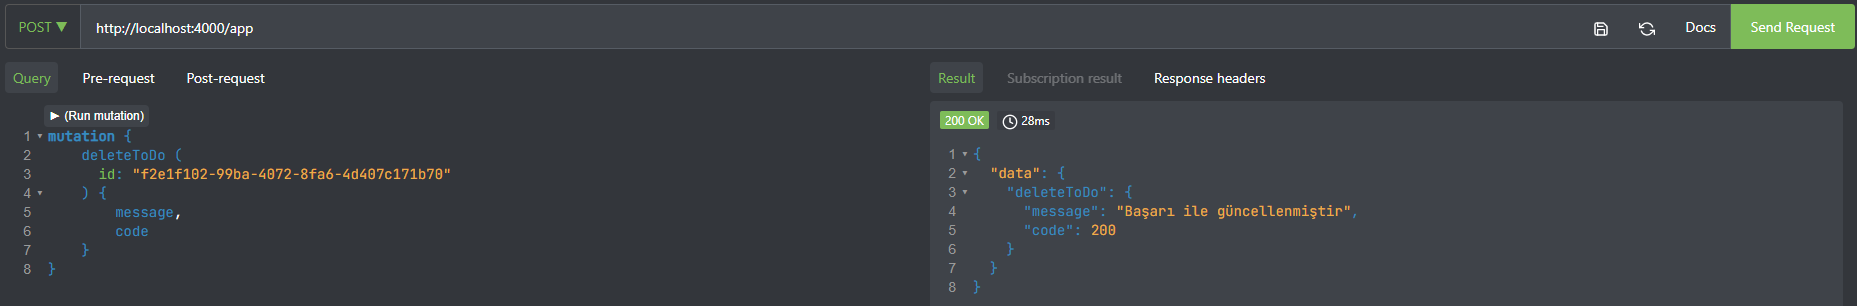 POST ▼ http://localhost:4000/app Docs Send Request
Query Pre-request Post-request
▶ (Run mutation)
1 mutation {
2 deleteToDo (
3 id: "f2e1f102-99ba-4072-8fa6-4d407c171b70"
4 ) {
5 message,
6 code
7 }
8 }
Result Subscription result Response headers
200 OK 28ms
1 {
2 "data": {
3 "deleteToDo": {
4 "message": "Başarı ile güncellenmiştir",
5 "code": 200
6 }
7 }
8 }